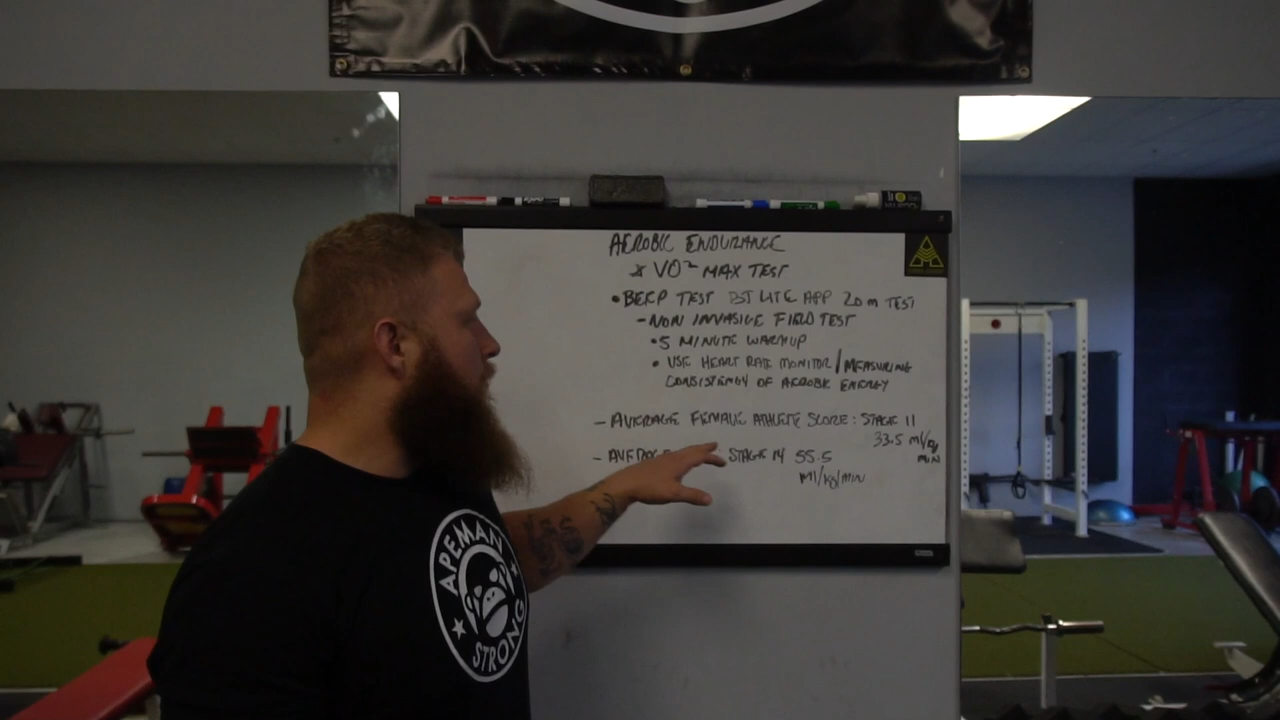 AEROBIC ENDURANCE
* VO² MAX TEST
• BEEP TEST BST LITE APP 20m TEST
- NON INVASIVE FIELD TEST
• 5 MINUTE WARMUP
• USE HEART RATE MONITOR / MEASURING
CONSISTENCY OF AEROBIC ENERGY
- AVERAGE FEMALE ATHLETE SCORE: STAGE 11
33.5 ml/kg
min
- AVERAGE STAGE 14 55.5
ml/kg/min
APEMAN
STRONG